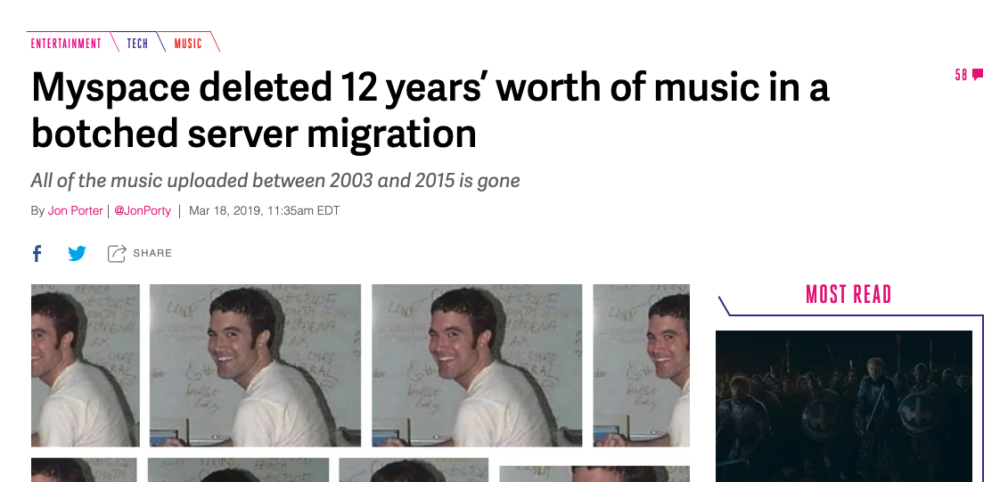 ENTERTAINMENT TECH MUSIC
Myspace deleted 12 years’ worth of music in a
58
botched server migration
All of the music uploaded between 2003 and 2015 is gone
By Jon Porter | @JonPorty | Mar 18, 2019, 11:35am EDT
f SHARE
MOST READ